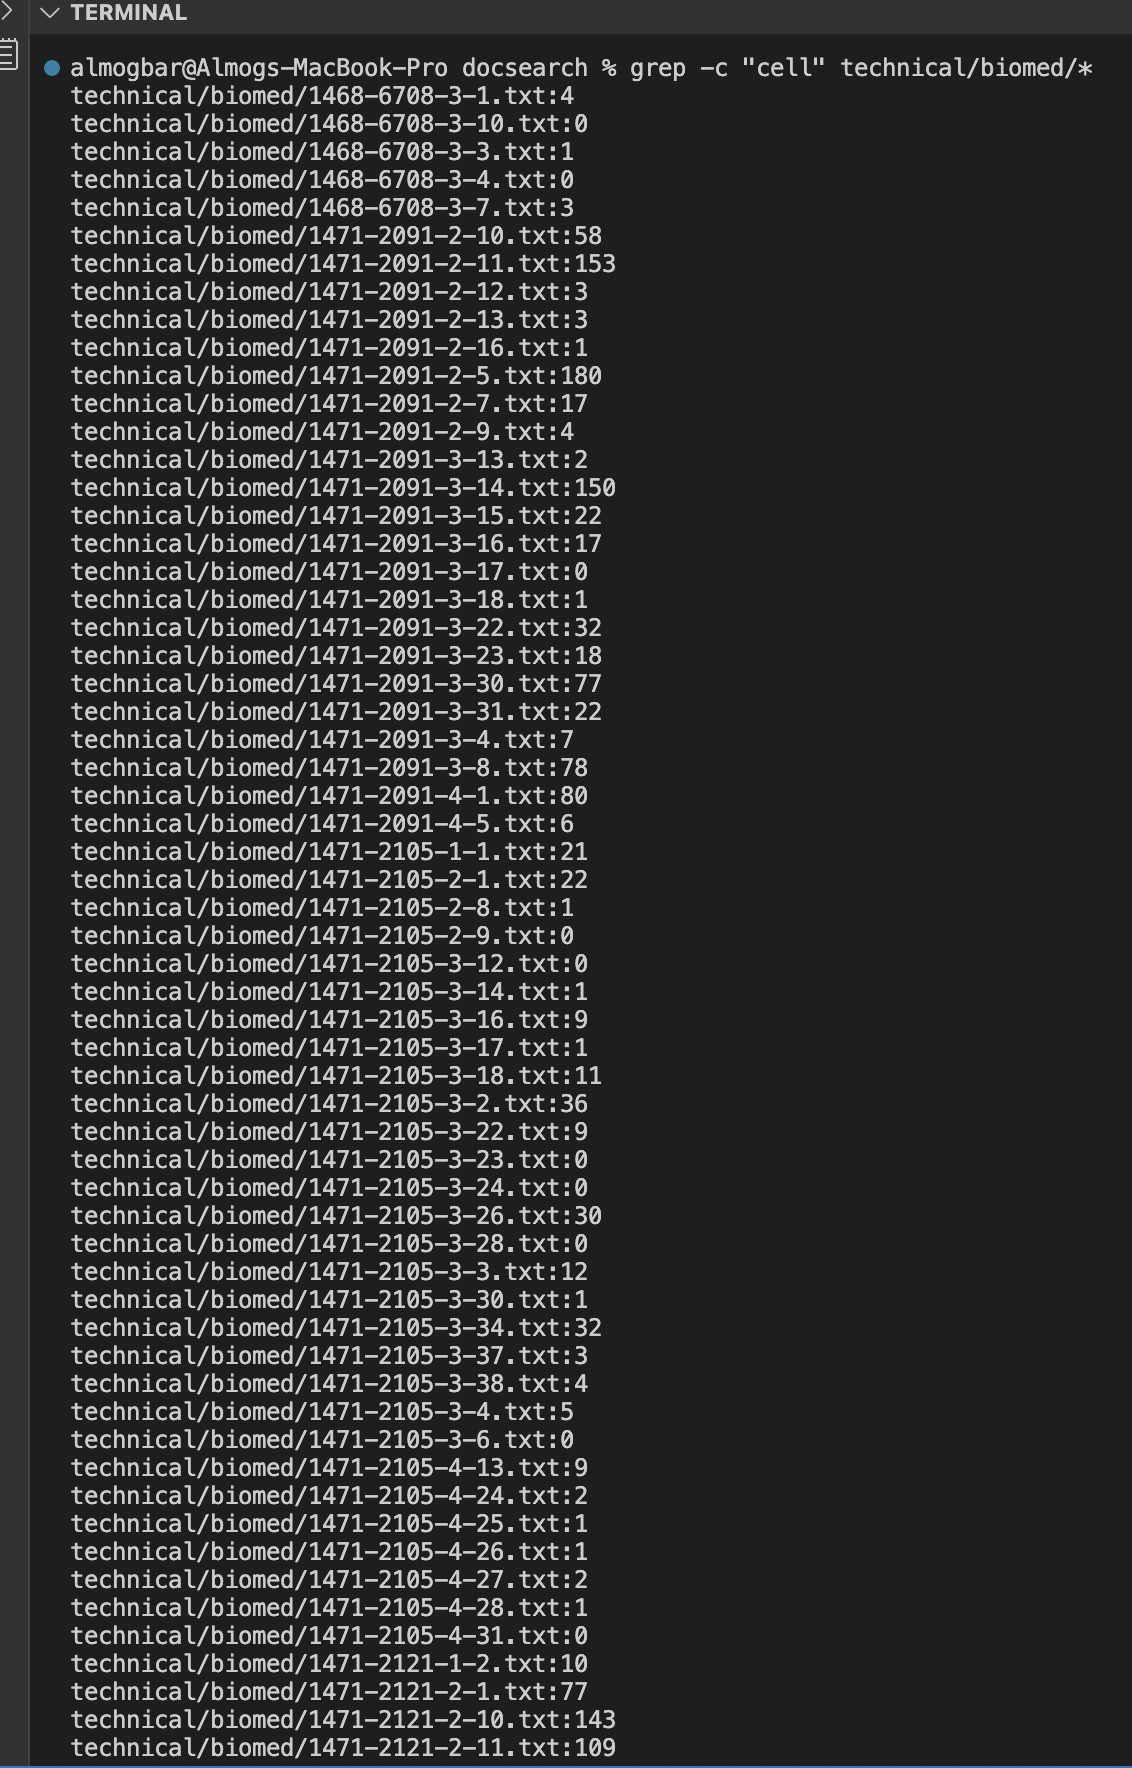 TERMINAL
almogbar@Almogs-MacBook-Pro docsearch % grep -c "cell" technical/biomed/*
technical/biomed/1468-6708-3-1.txt:4
technical/biomed/1468-6708-3-10.txt:0
technical/biomed/1468-6708-3-3.txt:1
technical/biomed/1468-6708-3-4.txt:0
technical/biomed/1468-6708-3-7.txt:3
technical/biomed/1471-2091-2-10.txt:58
technical/biomed/1471-2091-2-11.txt:153
technical/biomed/1471-2091-2-12.txt:3
technical/biomed/1471-2091-2-13.txt:3
technical/biomed/1471-2091-2-16.txt:1
technical/biomed/1471-2091-2-5.txt:180
technical/biomed/1471-2091-2-7.txt:17
technical/biomed/1471-2091-2-9.txt:4
technical/biomed/1471-2091-3-13.txt:2
technical/biomed/1471-2091-3-14.txt:150
technical/biomed/1471-2091-3-15.txt:22
technical/biomed/1471-2091-3-16.txt:17
technical/biomed/1471-2091-3-17.txt:0
technical/biomed/1471-2091-3-18.txt:1
technical/biomed/1471-2091-3-22.txt:32
technical/biomed/1471-2091-3-23.txt:18
technical/biomed/1471-2091-3-30.txt:77
technical/biomed/1471-2091-3-31.txt:22
technical/biomed/1471-2091-3-4.txt:7
technical/biomed/1471-2091-3-8.txt:78
technical/biomed/1471-2091-4-1.txt:80
technical/biomed/1471-2091-4-5.txt:6
technical/biomed/1471-2105-1-1.txt:21
technical/biomed/1471-2105-2-1.txt:22
technical/biomed/1471-2105-2-8.txt:1
technical/biomed/1471-2105-2-9.txt:0
technical/biomed/1471-2105-3-12.txt:0
technical/biomed/1471-2105-3-14.txt:1
technical/biomed/1471-2105-3-16.txt:9
technical/biomed/1471-2105-3-17.txt:1
technical/biomed/1471-2105-3-18.txt:11
technical/biomed/1471-2105-3-2.txt:36
technical/biomed/1471-2105-3-22.txt:9
technical/biomed/1471-2105-3-23.txt:0
technical/biomed/1471-2105-3-24.txt:0
technical/biomed/1471-2105-3-26.txt:30
technical/biomed/1471-2105-3-28.txt:0
technical/biomed/1471-2105-3-3.txt:12
technical/biomed/1471-2105-3-30.txt:1
technical/biomed/1471-2105-3-34.txt:32
technical/biomed/1471-2105-3-37.txt:3
technical/biomed/1471-2105-3-38.txt:4
technical/biomed/1471-2105-3-4.txt:5
technical/biomed/1471-2105-3-6.txt:0
technical/biomed/1471-2105-4-13.txt:9
technical/biomed/1471-2105-4-24.txt:2
technical/biomed/1471-2105-4-25.txt:1
technical/biomed/1471-2105-4-26.txt:1
technical/biomed/1471-2105-4-27.txt:2
technical/biomed/1471-2105-4-28.txt:1
technical/biomed/1471-2105-4-31.txt:0
technical/biomed/1471-2121-1-2.txt:10
technical/biomed/1471-2121-2-1.txt:77
technical/biomed/1471-2121-2-10.txt:143
technical/biomed/1471-2121-2-11.txt:109